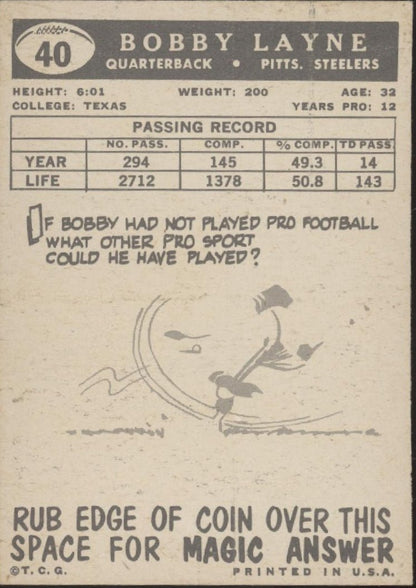 40
BOBBY LAYNE
QUARTERBACK • PITTS. STEELERS
HEIGHT: 6:01 WEIGHT: 200 AGE: 32
COLLEGE: TEXAS YEARS PRO: 12
PASSING RECORD
NO. PASS. COMP. % COMP. TD PASS
YEAR 294 145 49.3 14
LIFE 2712 1378 50.8 143
IF BOBBY HAD NOT PLAYED PRO FOOTBALL
WHAT OTHER PRO SPORT
COULD HE HAVE PLAYED?
RUB EDGE OF COIN OVER THIS
SPACE FOR MAGIC ANSWER
©T.C.G. PRINTED IN U.S.A.